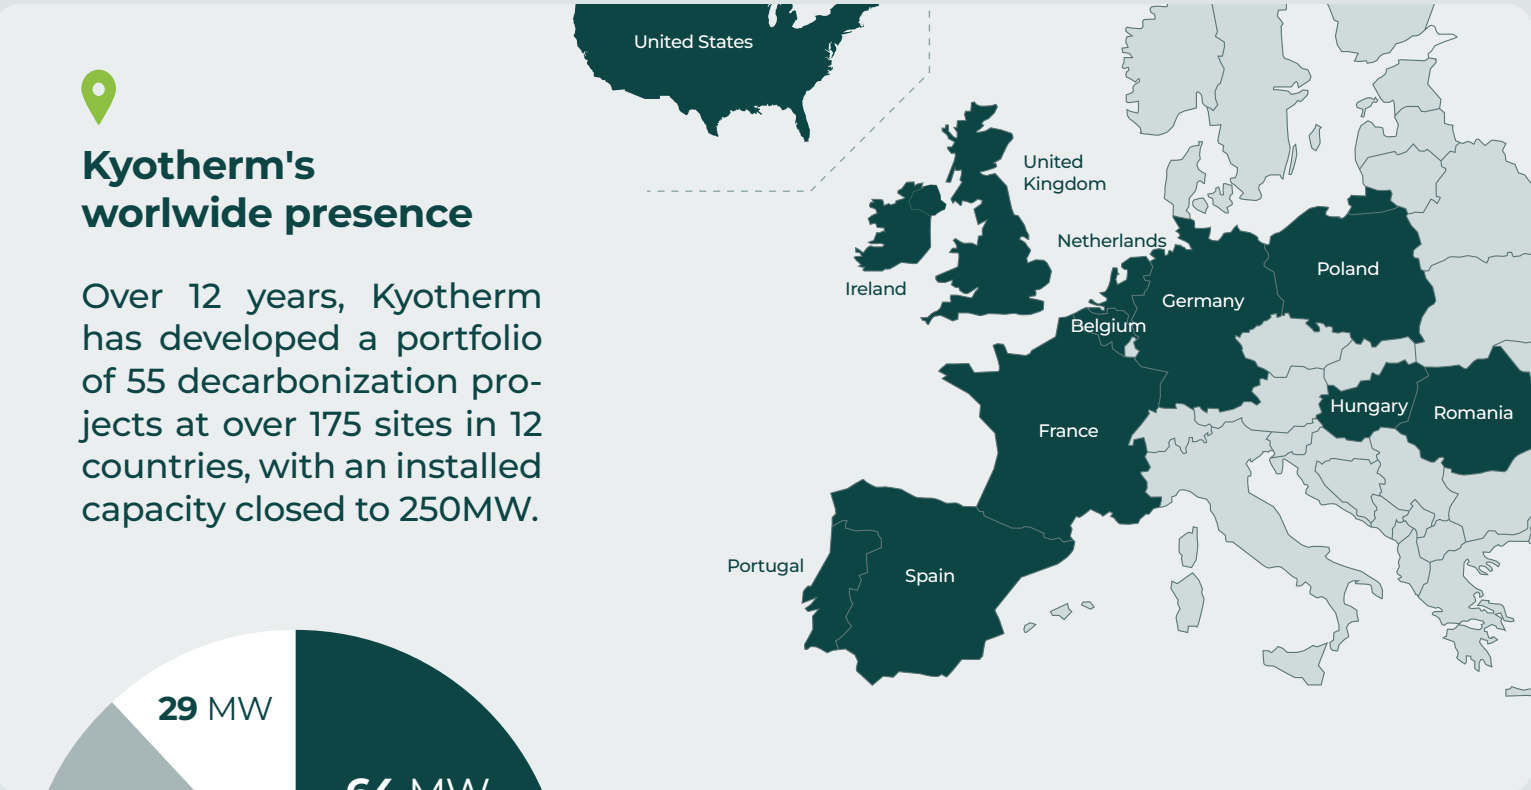 Kyotherm's
worlwide presence
Over 12 years, Kyotherm
has developed a portfolio
of 55 decarbonization pro-
jects at over 175 sites in 12
countries, with an installed
capacity closed to 250MW.
29 MW
64 MW
United States
United
Kingdom
Netherlands
Ireland
Poland
Germany
Belgium
Hungary
Romania
France
Portugal
Spain